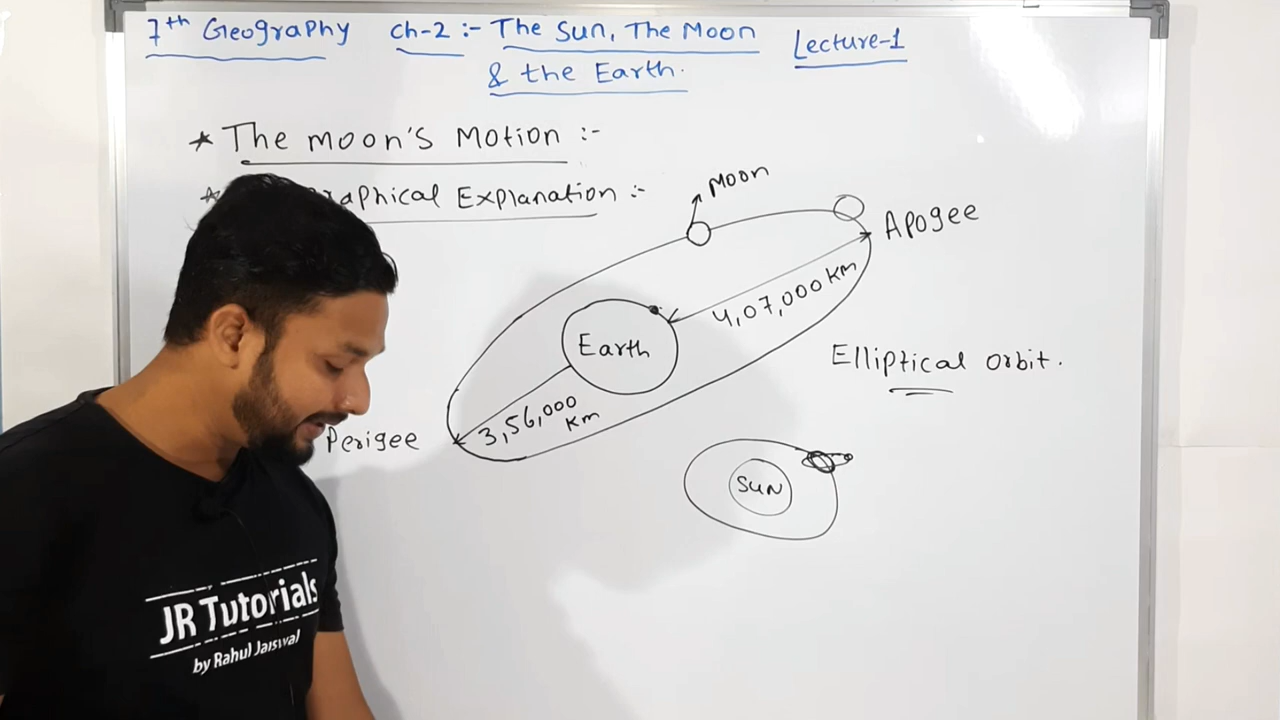 7th Geography ch-2 :- The Sun, The Moon & the Earth. Lecture-1
* The moon's Motion :-
* Explanation :-
Moon
Apogee
4,07,000 Km
Earth
Elliptical orbit.
3,56,000 Km
Perigee
SUN
JR Tutorials
by Rahul Jaiswal